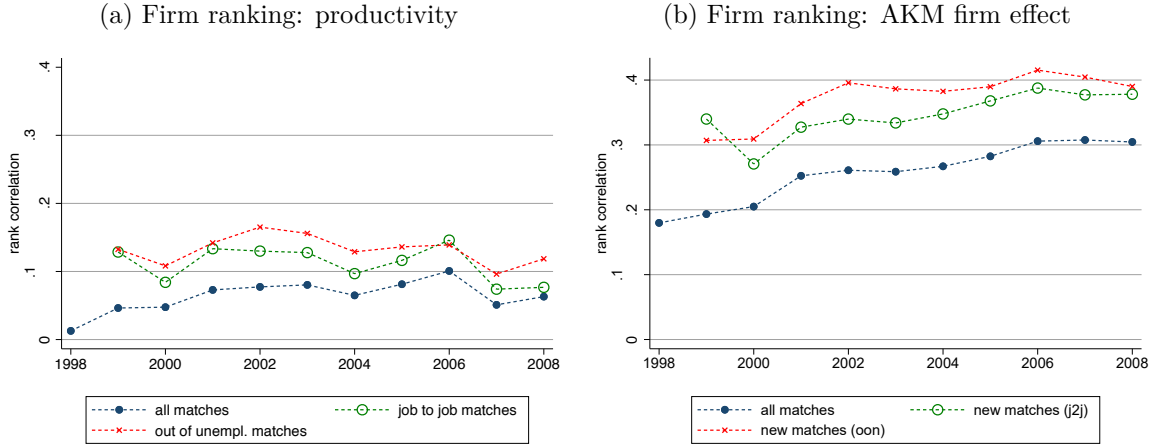 (a) Firm ranking: productivity
rank correlation
.4
.3
.2
.1
0
1998 2000 2002 2004 2006 2008
all matches job to job matches
out of unempl. matches
(b) Firm ranking: AKM firm effect
rank correlation
.4
.3
.2
.1
0
1998 2000 2002 2004 2006 2008
all matches new matches (j2j)
new matches (oon)